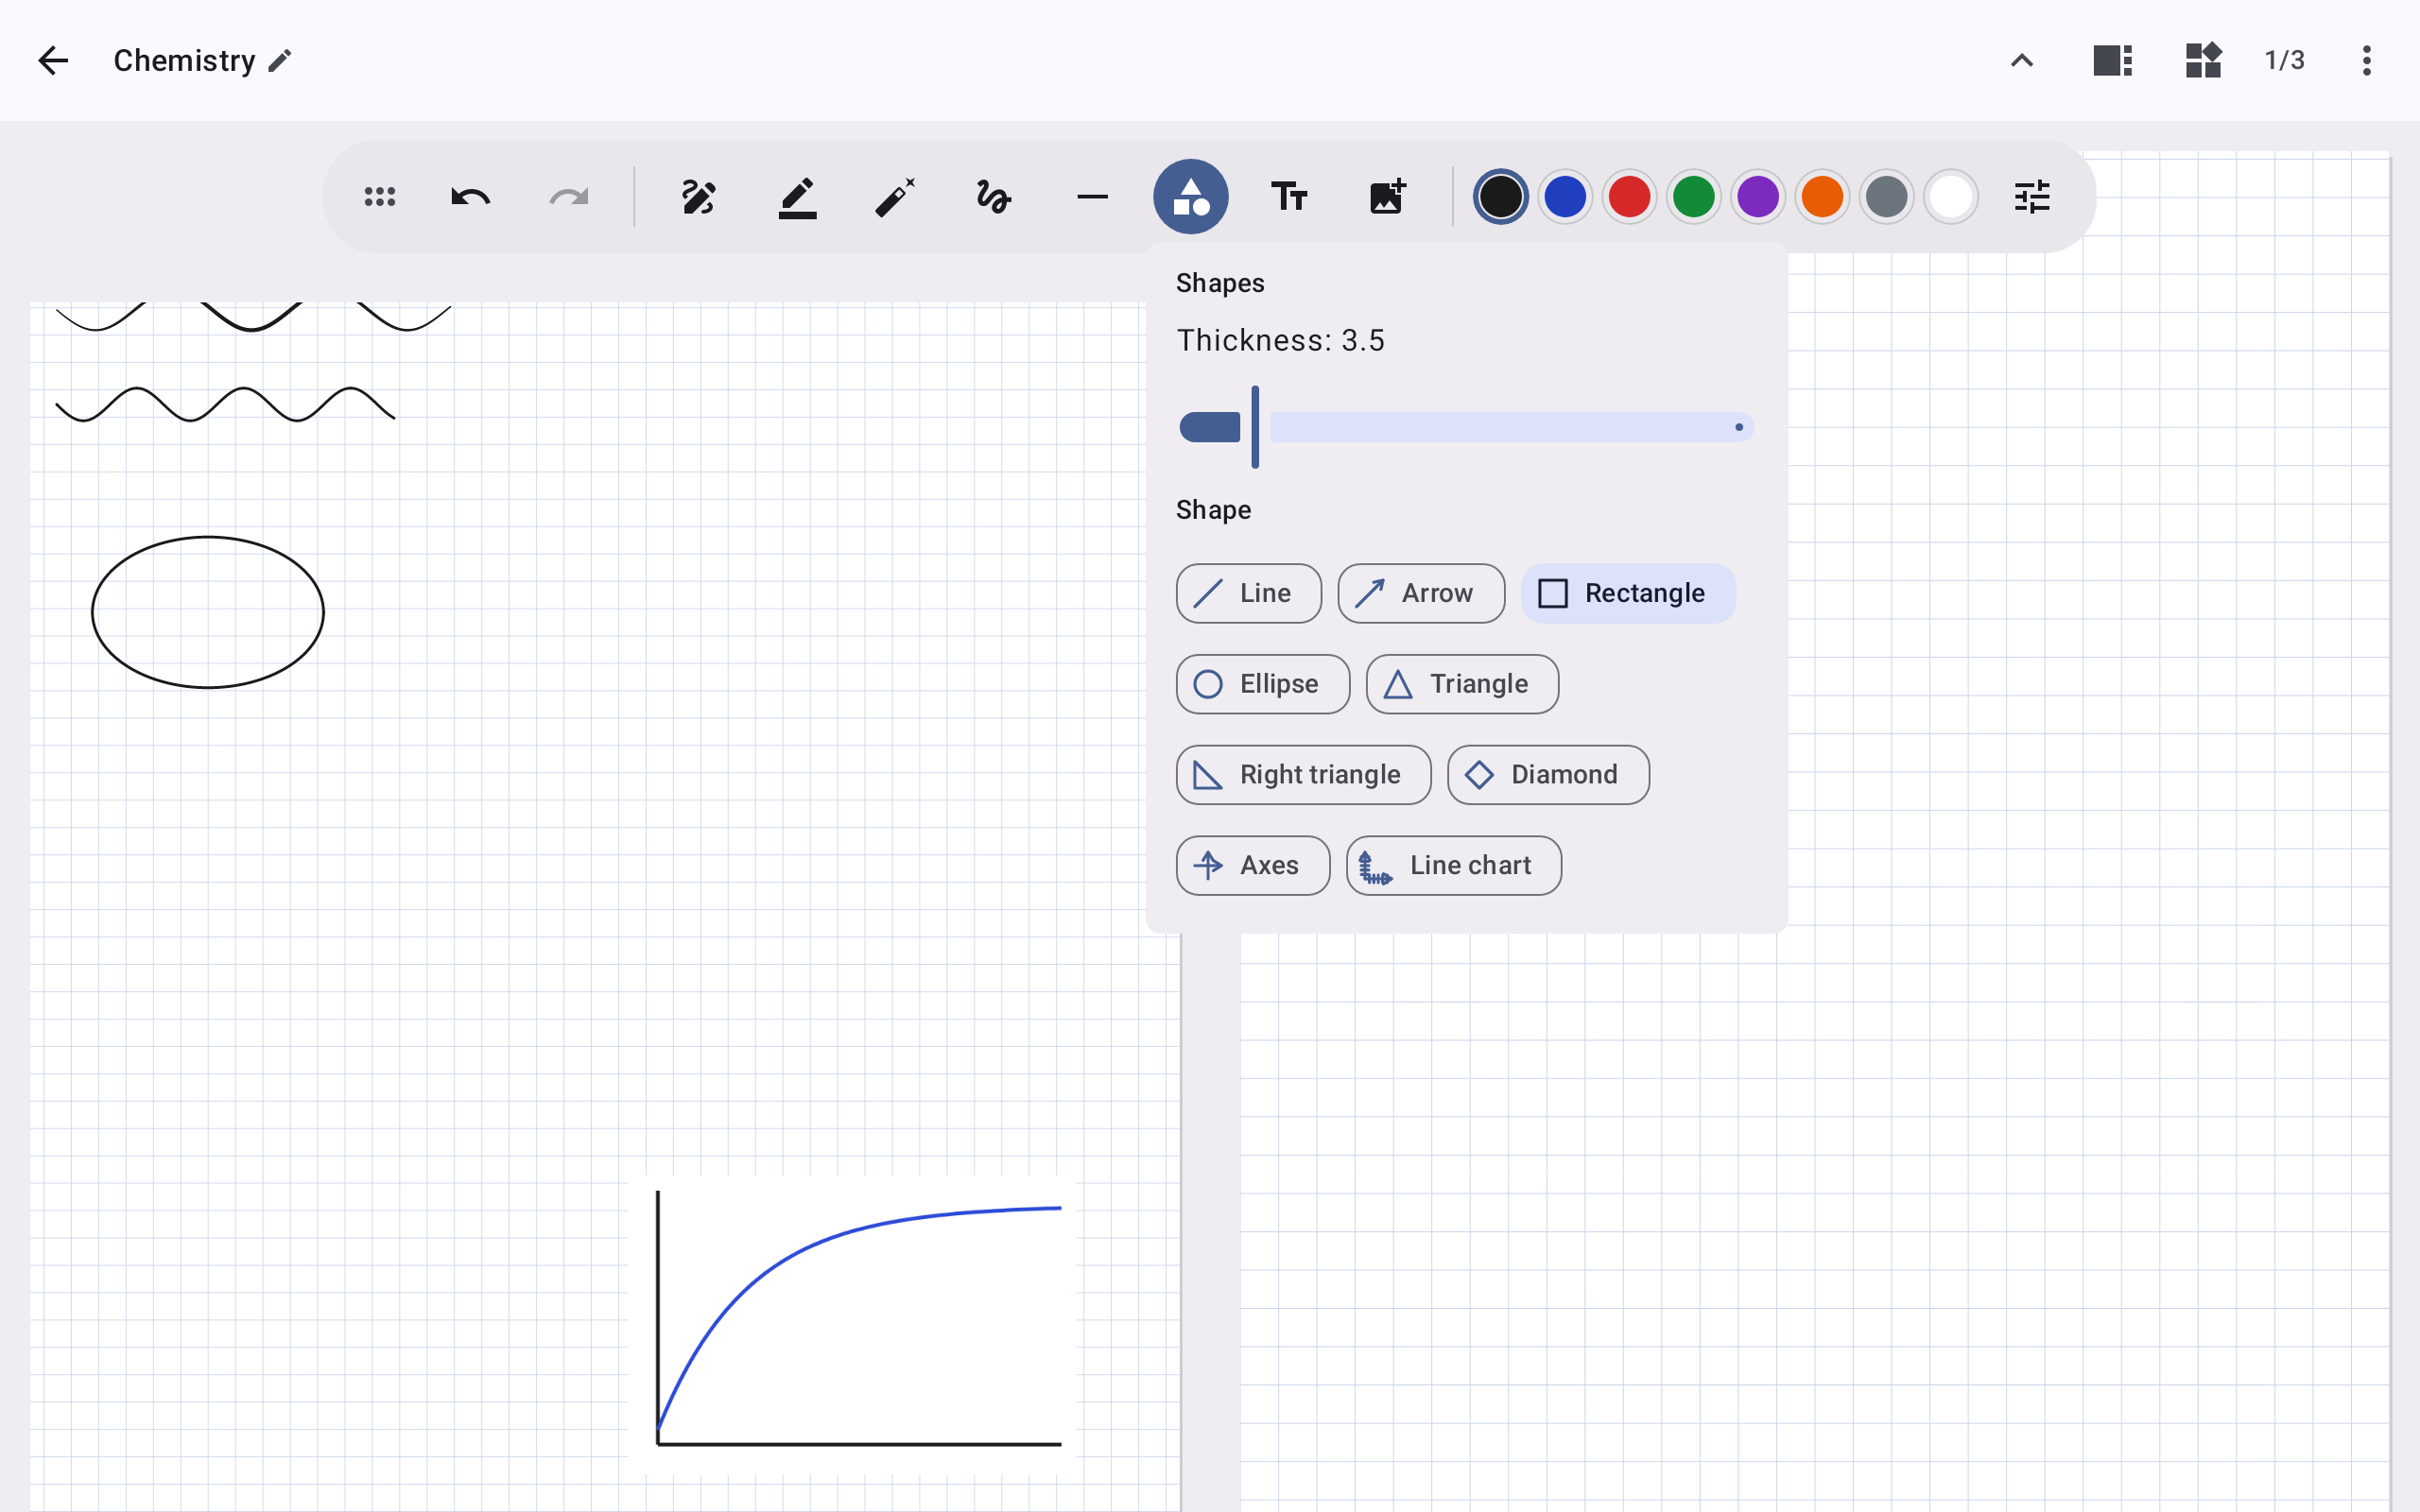 Chemistry
1/3
Shapes
Thickness: 3.5
Shape
Line Arrow Rectangle
Ellipse Triangle
Right triangle Diamond
Axes Line chart